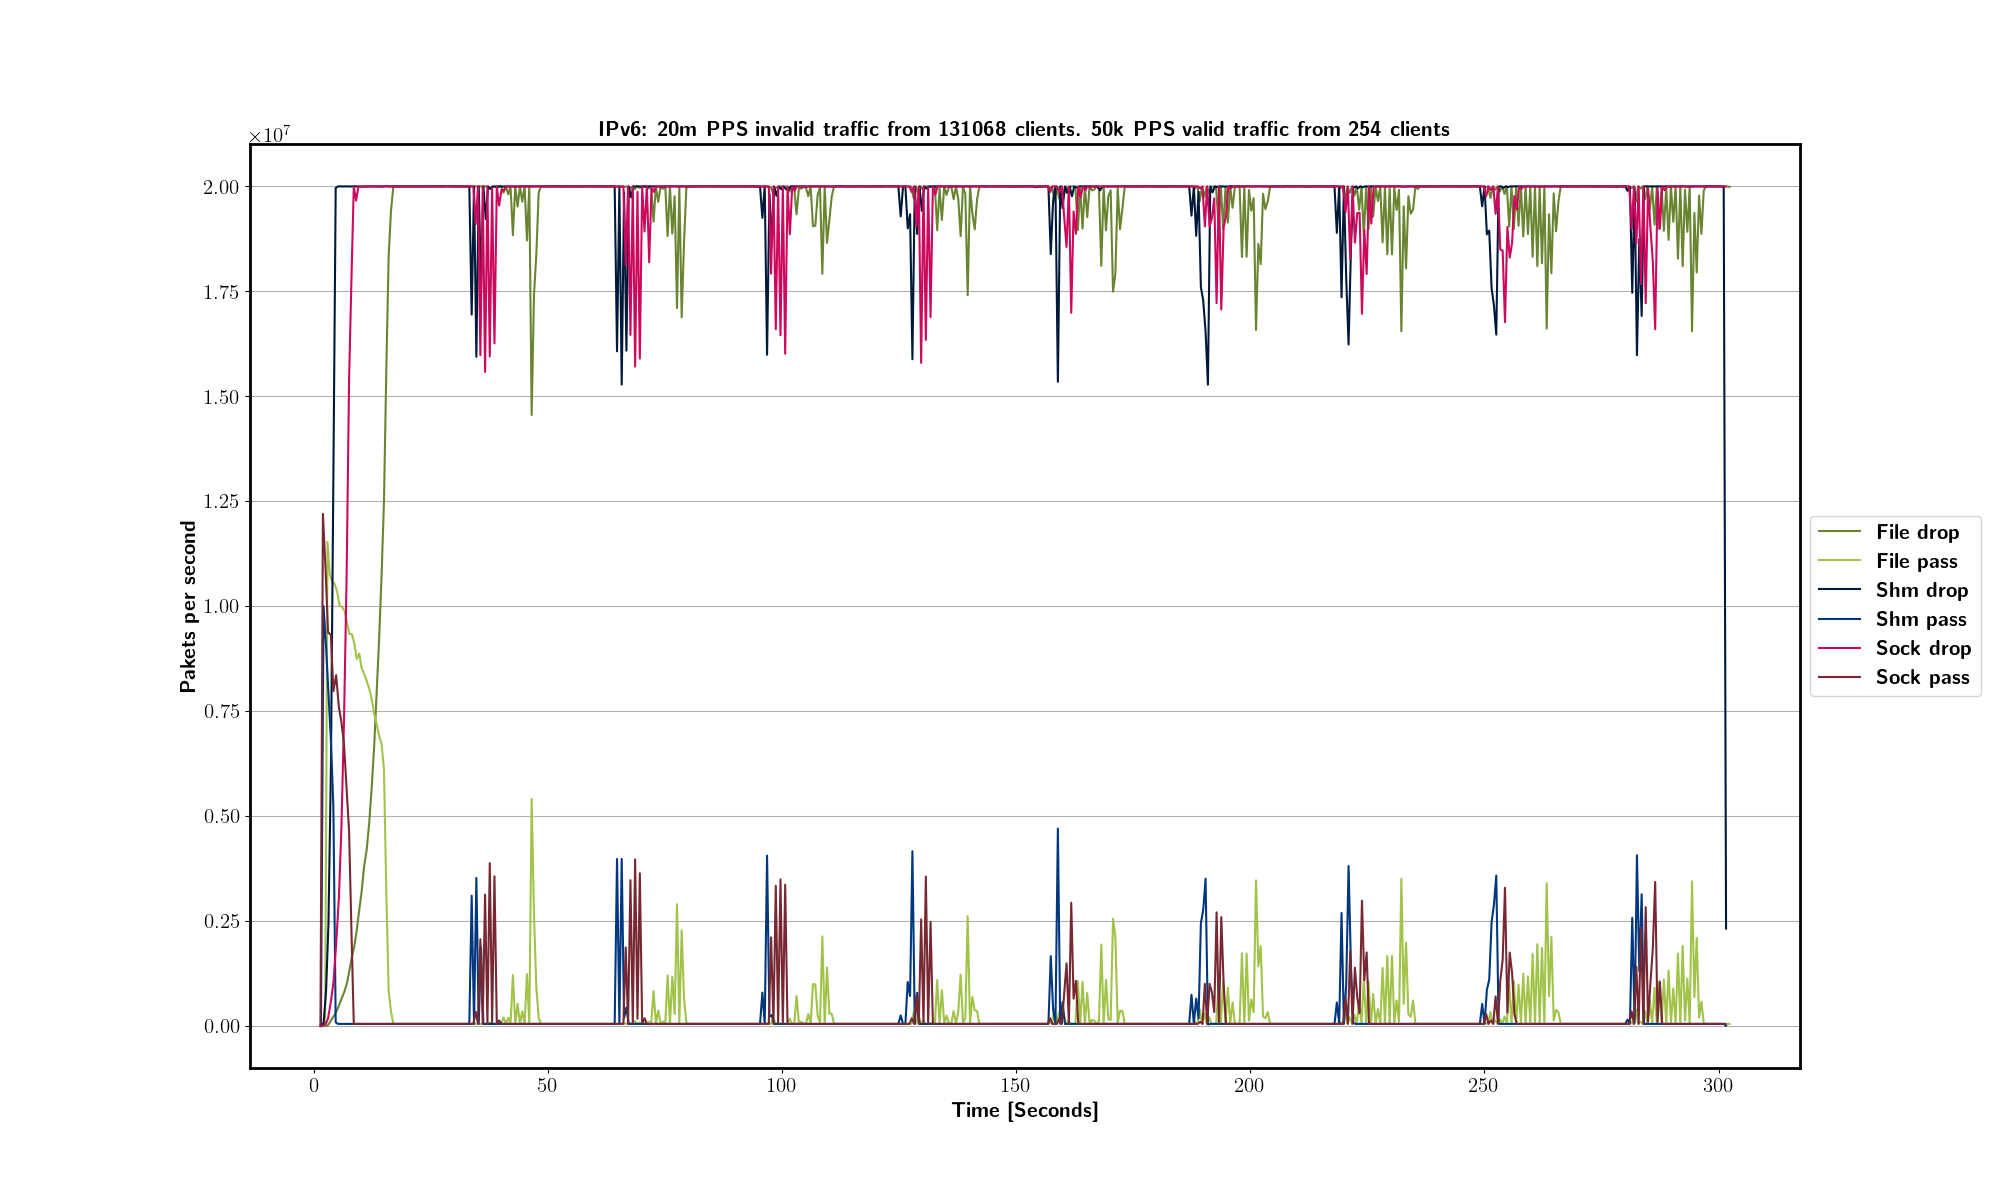 IPv6: 20m PPS invalid traffic from 131068 clients. 50k PPS valid traffic from 254 clients
×10⁷
2.00
1.75
1.50
1.25
1.00
0.75
0.50
0.25
0.00
Pakets per second
0 50 100 150 200 250 300
Time [Seconds]
File drop
File pass
Shm drop
Shm pass
Sock drop
Sock pass